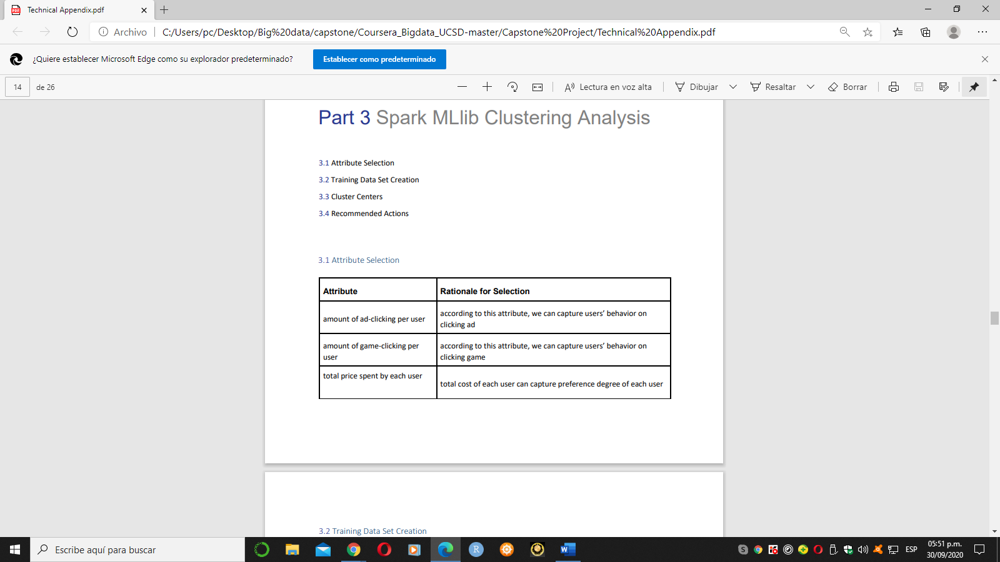 Technical Appendix.pdf
Archivo
C:/Users/pc/Desktop/Big%20data/capstone/Coursera_Bigdata_UCSD-master/Capstone%20Project/Technical%20Appendix.pdf
¿Quiere establecer Microsoft Edge como su explorador predeterminado?
Establecer como predeterminado
14 de 26
Lectura en voz alta
Dibujar
Resaltar
Borrar
Part 3 Spark MLlib Clustering Analysis
3.1 Attribute Selection
3.2 Training Data Set Creation
3.3 Cluster Centers
3.4 Recommended Actions
3.1 Attribute Selection
Attribute
Rationale for Selection
amount of ad-clicking per user
according to this attribute, we can capture users’ behavior on
clicking ad
amount of game-clicking per
user
according to this attribute, we can capture users’ behavior on
clicking game
total price spent by each user
total cost of each user can capture preference degree of each user
3.2 Training Data Set Creation
Escribe aquí para buscar
ESP
05:51 p.m.
30/09/2020